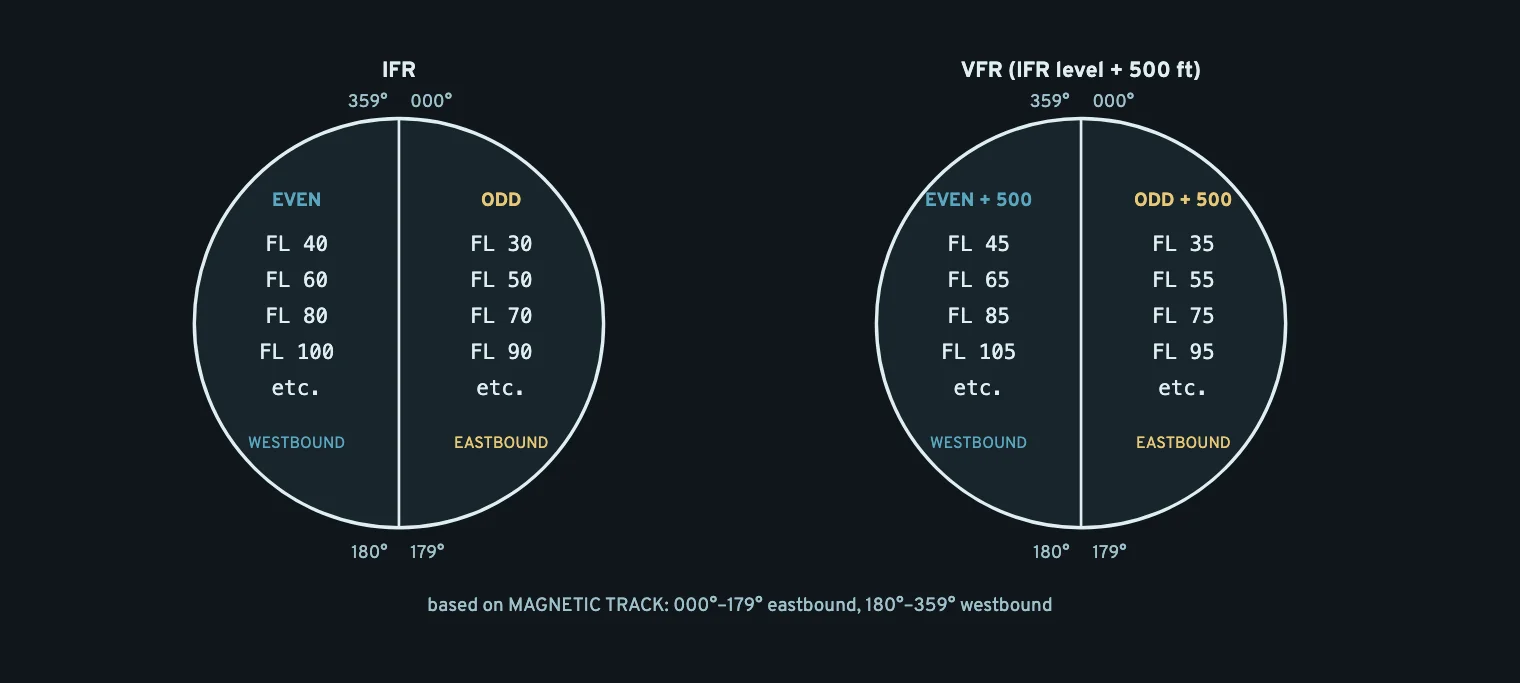 IFR
359° 000°
EVEN
FL 40
FL 60
FL 80
FL 100
etc.
WESTBOUND
ODD
FL 30
FL 50
FL 70
FL 90
etc.
EASTBOUND
180° 179°
VFR (IFR level + 500 ft)
359° 000°
EVEN + 500
FL 45
FL 65
FL 85
FL 105
etc.
WESTBOUND
ODD + 500
FL 35
FL 55
FL 75
FL 95
etc.
EASTBOUND
180° 179°
based on MAGNETIC TRACK: 000°–179° eastbound, 180°–359° westbound